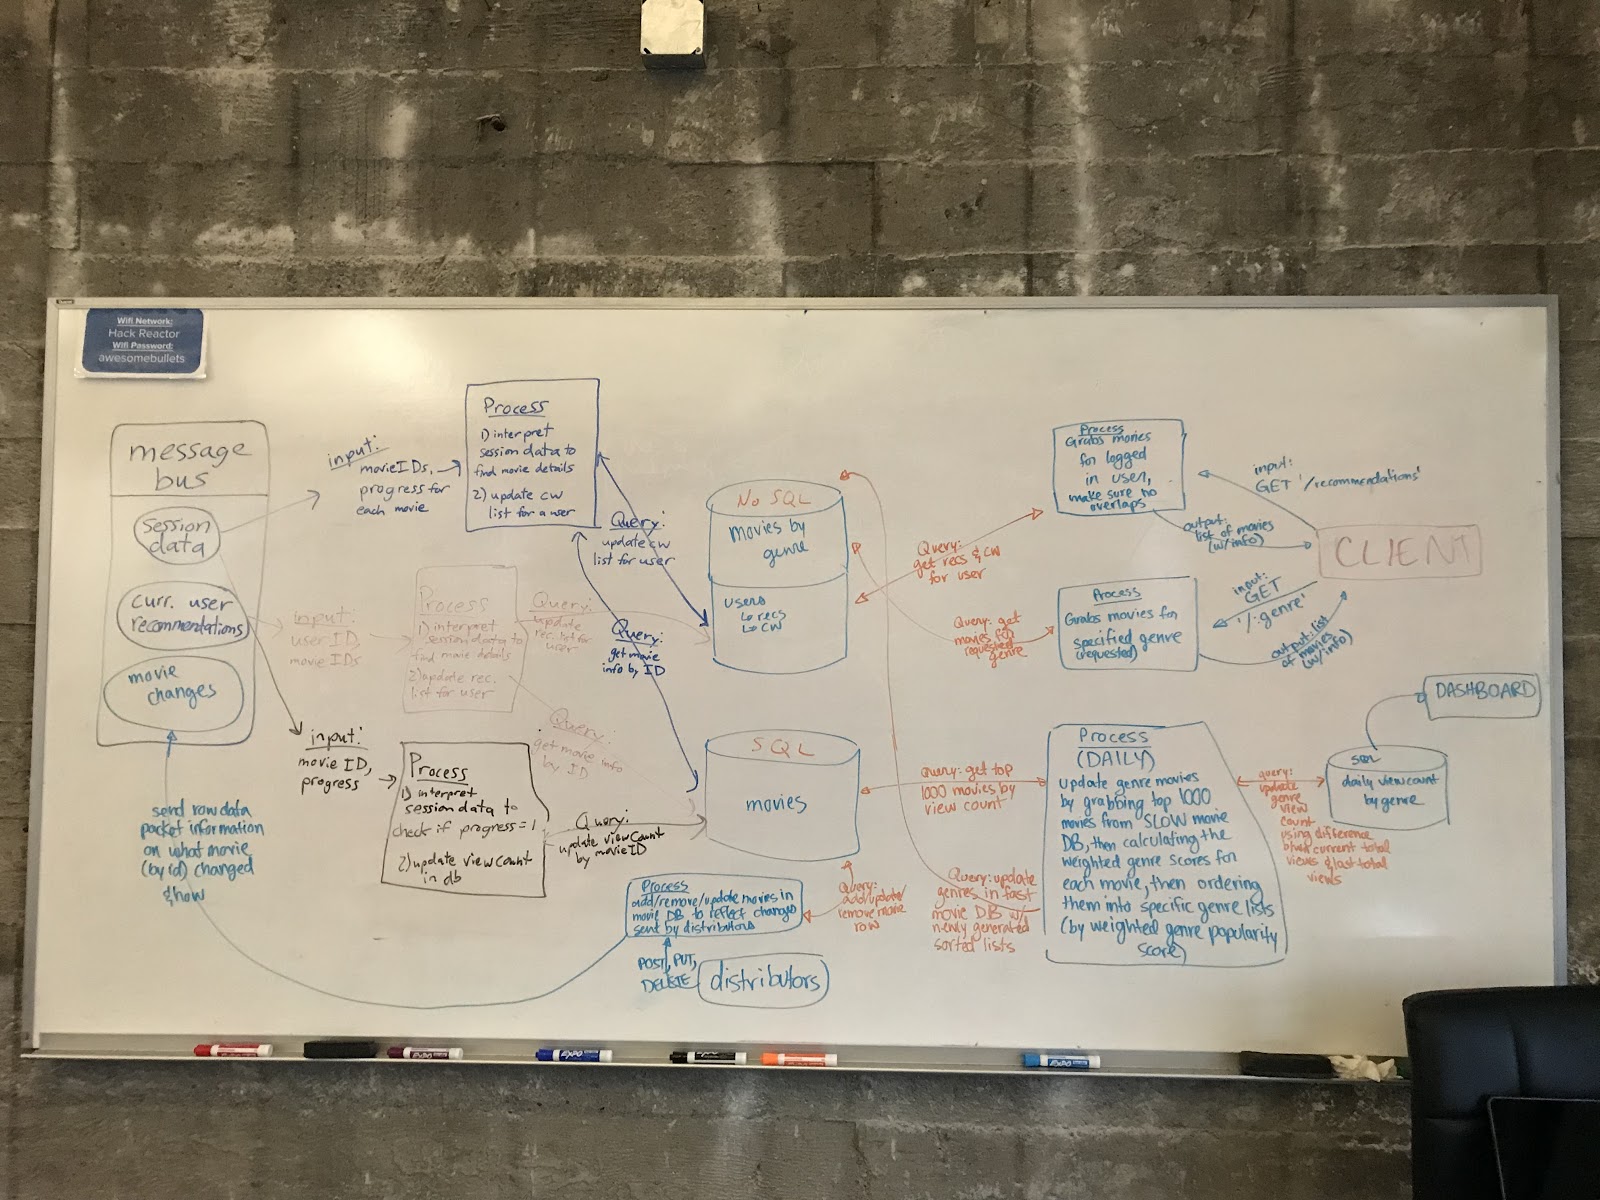 Wifi Network:
Hack Reactor
Wifi Password:
awesomebullets
message
bus
session
data
curr. user
recommendations
movie
changes
send raw data
packet information
on what movie
(by id) changed
& how
input:
movieIDs,
progress for
each movie
Process
1) interpret
session data to
find movie details
2) update cw
list for a user
Query:
update cw
list for user
input:
user ID,
movie IDs
Process
1) interpret
session data to
find movie details
2) update rec.
list for user
Query:
update
rec. list for
user
Query:
get movie
info by ID
Query:
get movie info
by ID
input:
movie ID,
progress
Process
1) interpret
session data to
check if progress = 1
2) update viewCount
in db
Query:
update viewCount
by movieID
No SQL
movies by
genre
users
↳ recs
↳ cw
SQL
movies
Process
add/remove/update movies in
movie DB to reflect changes
sent by distributors
POST, PUT,
DELETE
distributors
Query:
add/update/
remove movie
row
Query:
get recs & cw
for user
Process
Grabs movies
for logged
in user,
make sure no
overlaps
input:
GET '/recommendations'
output:
list of movies
(w/info)
CLIENT
Query: get
movies for
requested
genre
Process
Grabs movies for
specified genre
(requested)
input:
GET
'/:genre'
output: list
of movies
(w/info)
Query: get top
1000 movies by
view count
Query: update
genres in fast
movie DB w/
newly generated
sorted lists
Process
(DAILY)
update genre movies
by grabbing top 1000
movies from SLOW movie
DB, then calculating the
weighted genre scores for
each movie, then ordering
them into specific genre lists
(by weighted genre popularity
score)
query:
update
genre
view
count
using difference
b/w current total
views & last total
views
SQL
daily view count
by genre
DASHBOARD
EXPO
EXPO
EXPO
EXPO